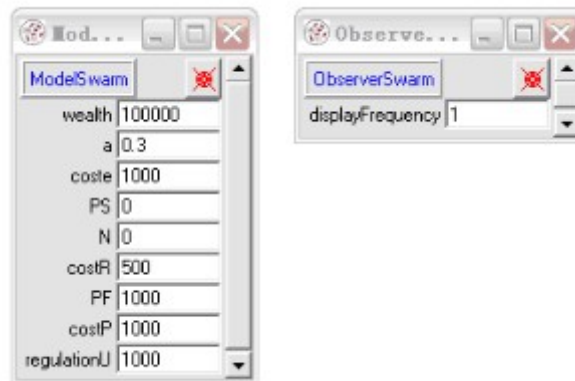 Mod...
ModelSwarm
wealth 100000
a 0.3
coste 1000
PS 0
N 0
costR 500
PF 1000
costP 1000
regulationU 1000
Observe...
ObserverSwarm
displayFrequency 1